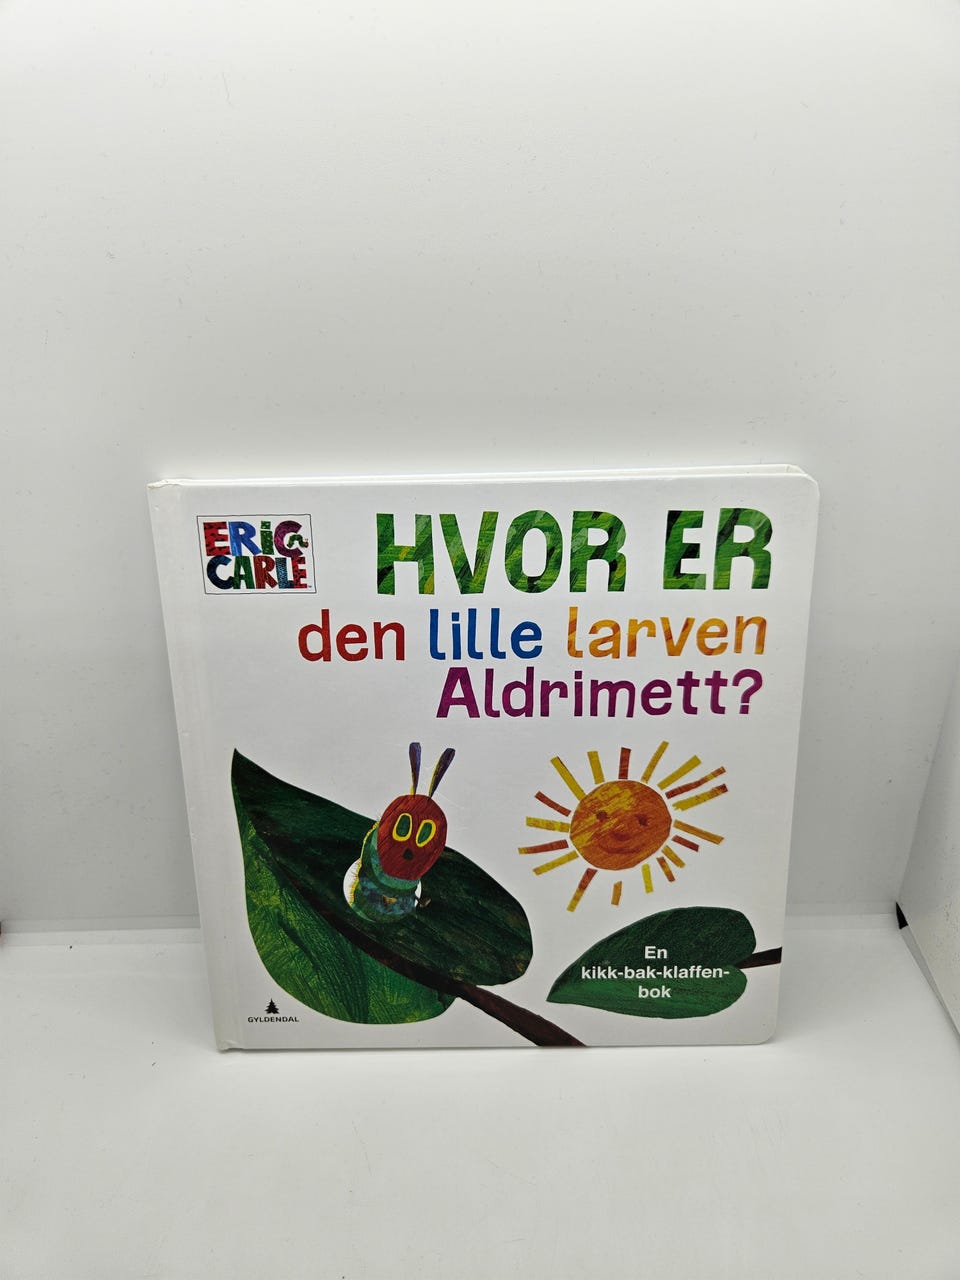 ERIC
CARLE
HVOR ER
den lille larven
Aldrimett?
En
kikk-bak-klaffen-
bok
GYLDENDAL